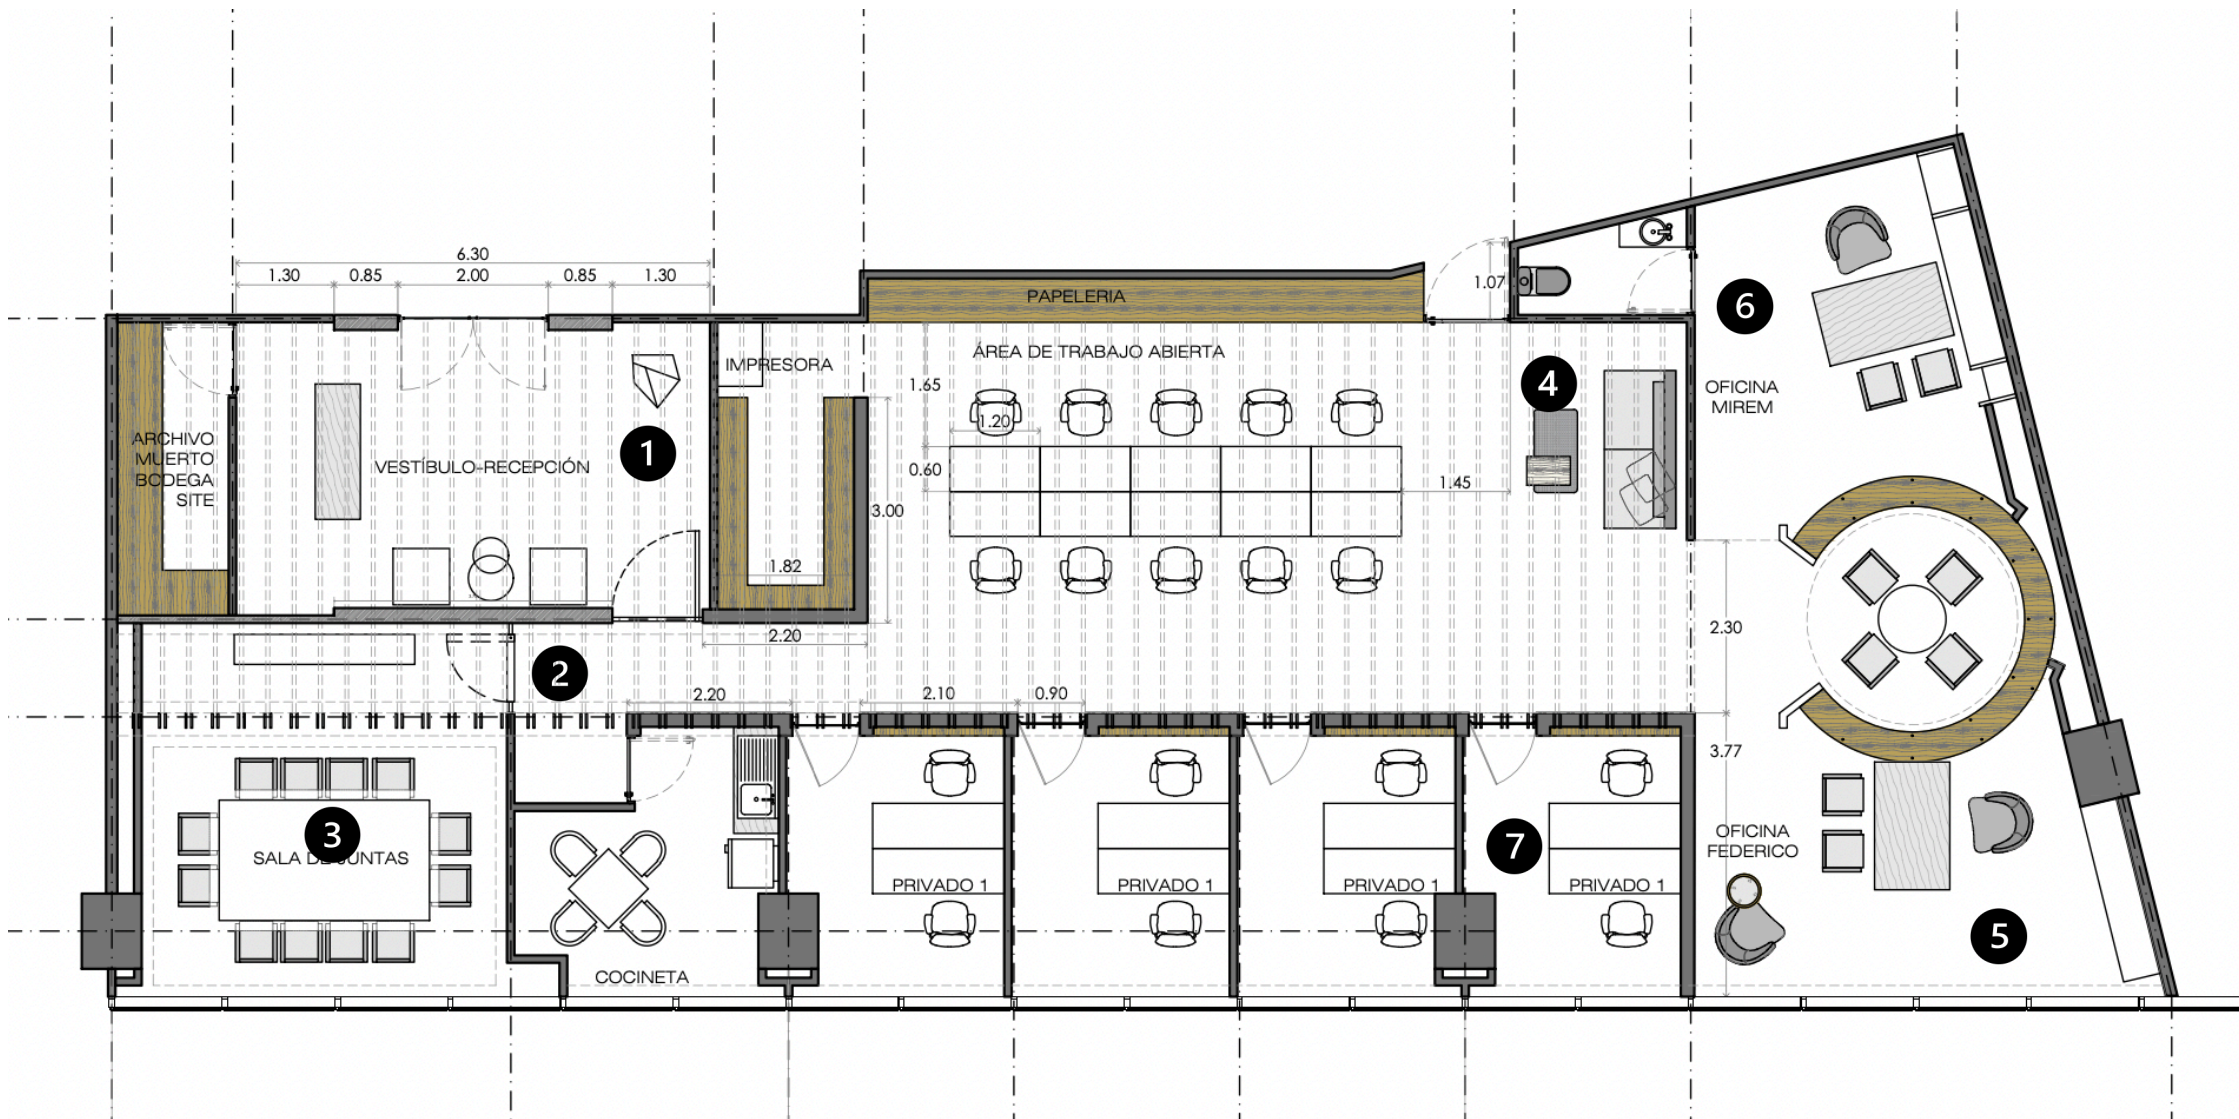 6.30
1.30
0.85
2.00
0.85
1.30
1.07
PAPELERIA
6
IMPRESORA
ÁREA DE TRABAJO ABIERTA
1.65
4
OFICINA
MIREM
1.20
ARCHIVO
MUERTO
BODEGA
SITE
1
VESTÍBULO-RECEPCIÓN
0.60
1.45
3.00
1.82
2.20
2.30
2
2.20
2.10
0.90
3.77
3
SALA DE JUNTAS
7
OFICINA
FEDERICO
PRIVADO 1
PRIVADO 1
PRIVADO 1
PRIVADO 1
5
COCINETA